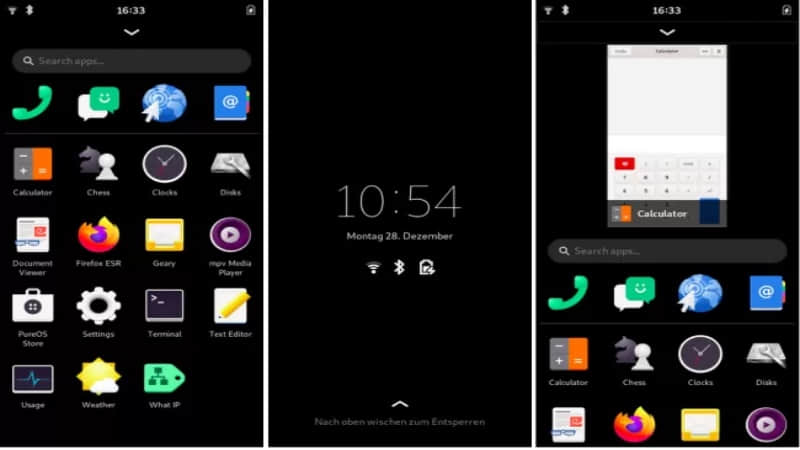 16:33
Search apps...
Calculator Chess Clocks Disks
Document Viewer Firefox ESR Geary mpv Media Player
PureOS Store Settings Terminal Text Editor
Usage Weather What IP
10:54
Montag 28. Dezember
Nach oben wischen zum Entsperren
16:33
Calculator
Calculator
Search apps...
Calculator Chess Clocks Disks